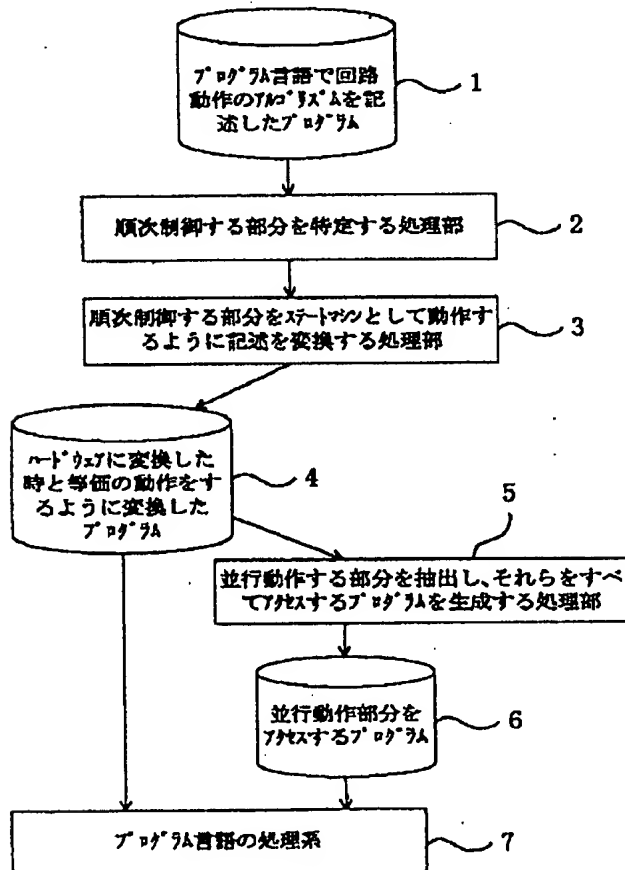 プログラム言語で回路
動作のアルゴリズムを記
述したプログラム
1
順次制御する部分を特定する処理部
2
順次制御する部分をステートマシンとして動作す
るように記述を変換する処理部
3
ハードウェアに変換した
時と等価の動作をす
るように変換した
プログラム
4
5
並行動作する部分を抽出し、それらをすべ
てアクセスするプログラムを生成する処理部
並行動作部分を
アクセスするプログラム
6
プログラム言語の処理系
7